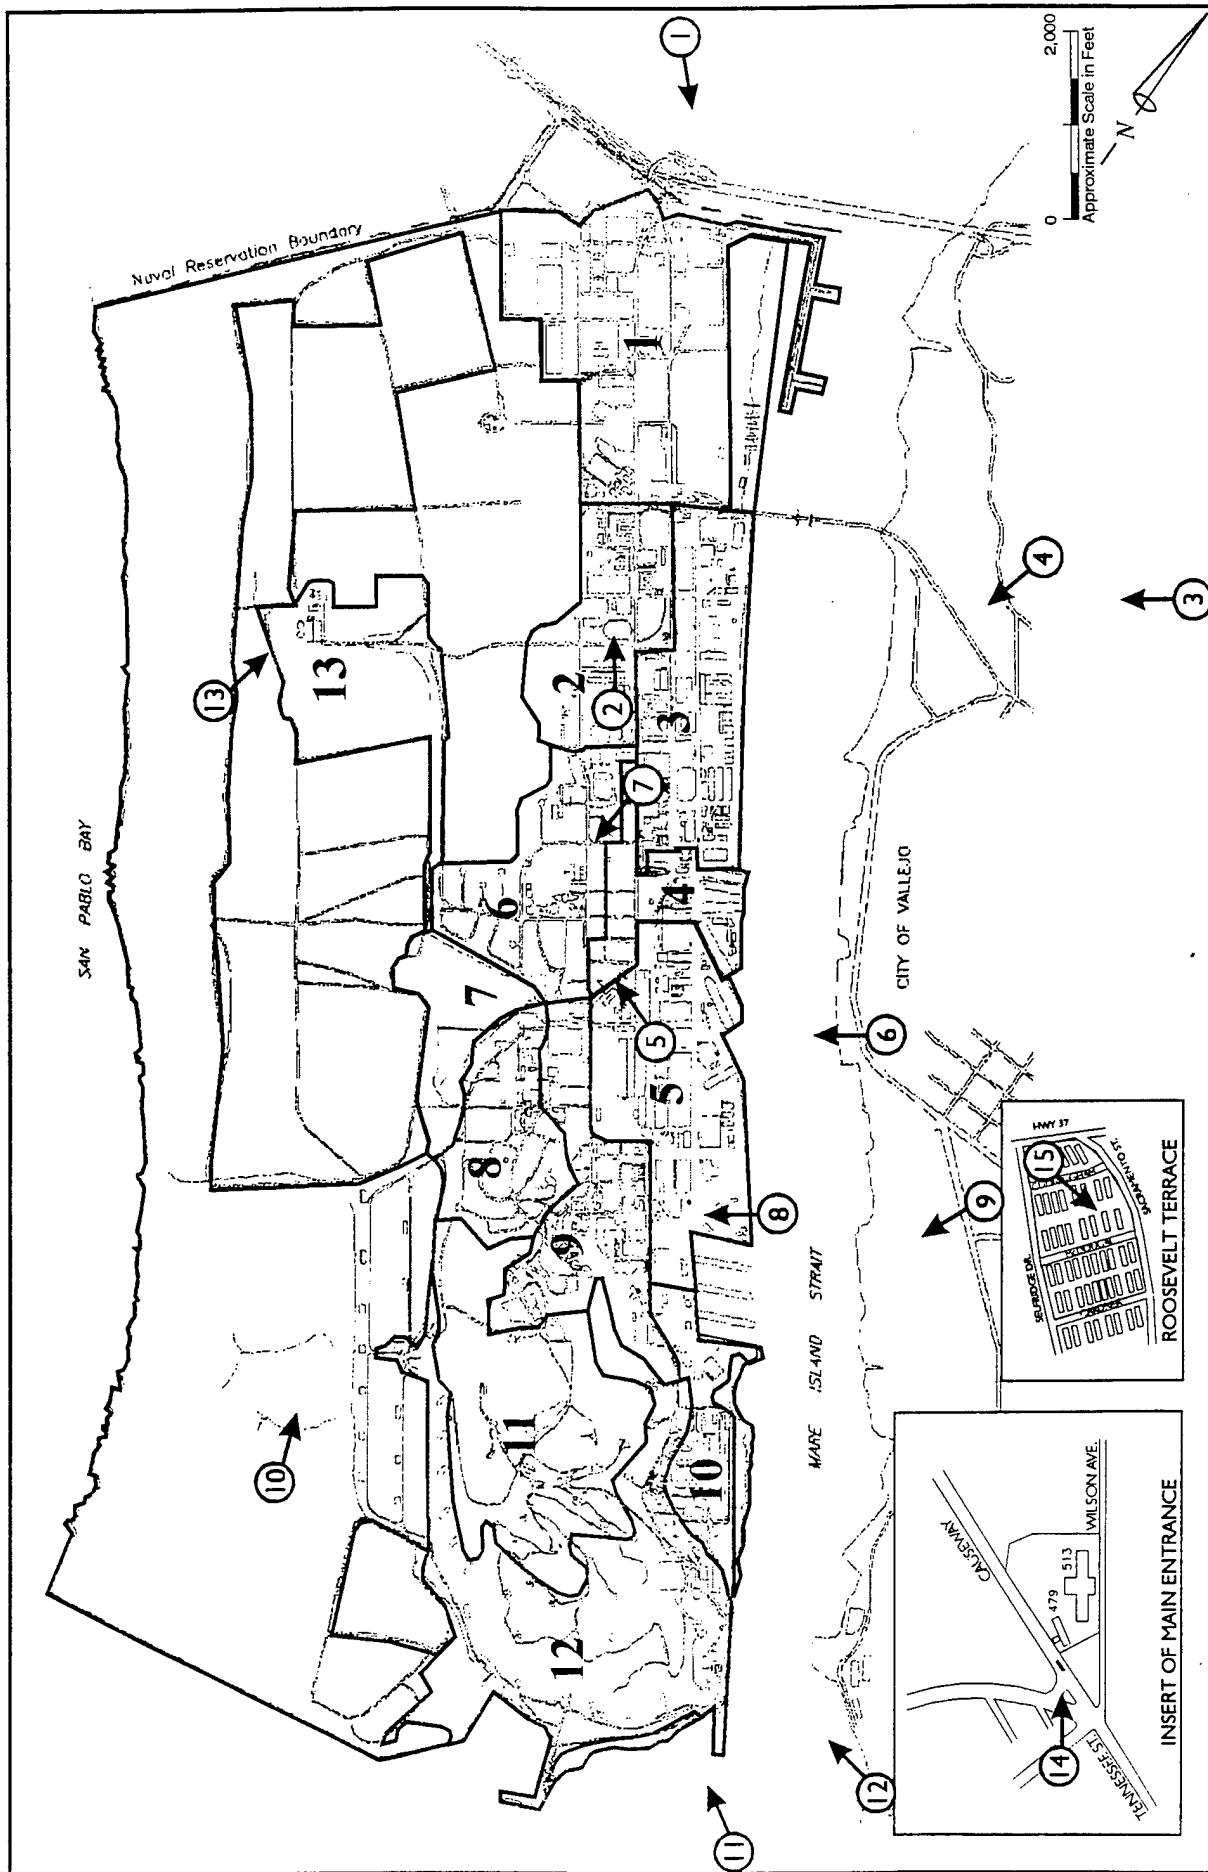 SAN PABLO BAY
Nuval Reservation Boundary
1
2
3
4
5
6
7
8
9
10
11
12
13
1
2
3
4
5
6
7
8
9
10
11
12
13
MARE ISLAND STRAIT
CITY OF VALLEJO
INSERT OF MAIN ENTRANCE
CAUSEWAY
WILSON AVE.
TENNESSEE ST.
479
513
14
ROOSEVELT TERRACE
SELFRIDGE DR.
HWY 37
SACRAMENTO ST.
15
0
2,000
Approximate Scale in Feet
N